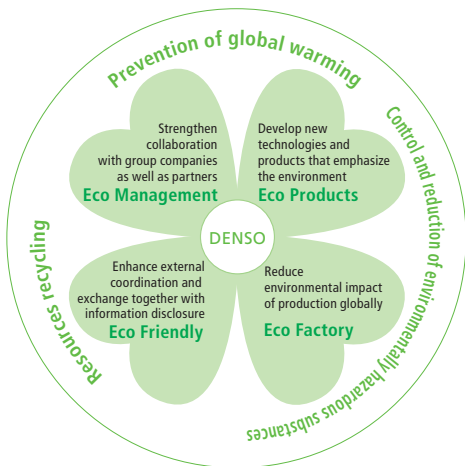 Prevention of global warming
Control and reduction of environmentally hazardous substances
Resources recycling
Strengthen
collaboration
with group companies
as well as partners
Eco Management
Develop new
technologies and
products that emphasize
the environment
Eco Products
DENSO
Enhance external
coordination and
exchange together with
information disclosure
Eco Friendly
Reduce
environmental impact
of production globally
Eco Factory